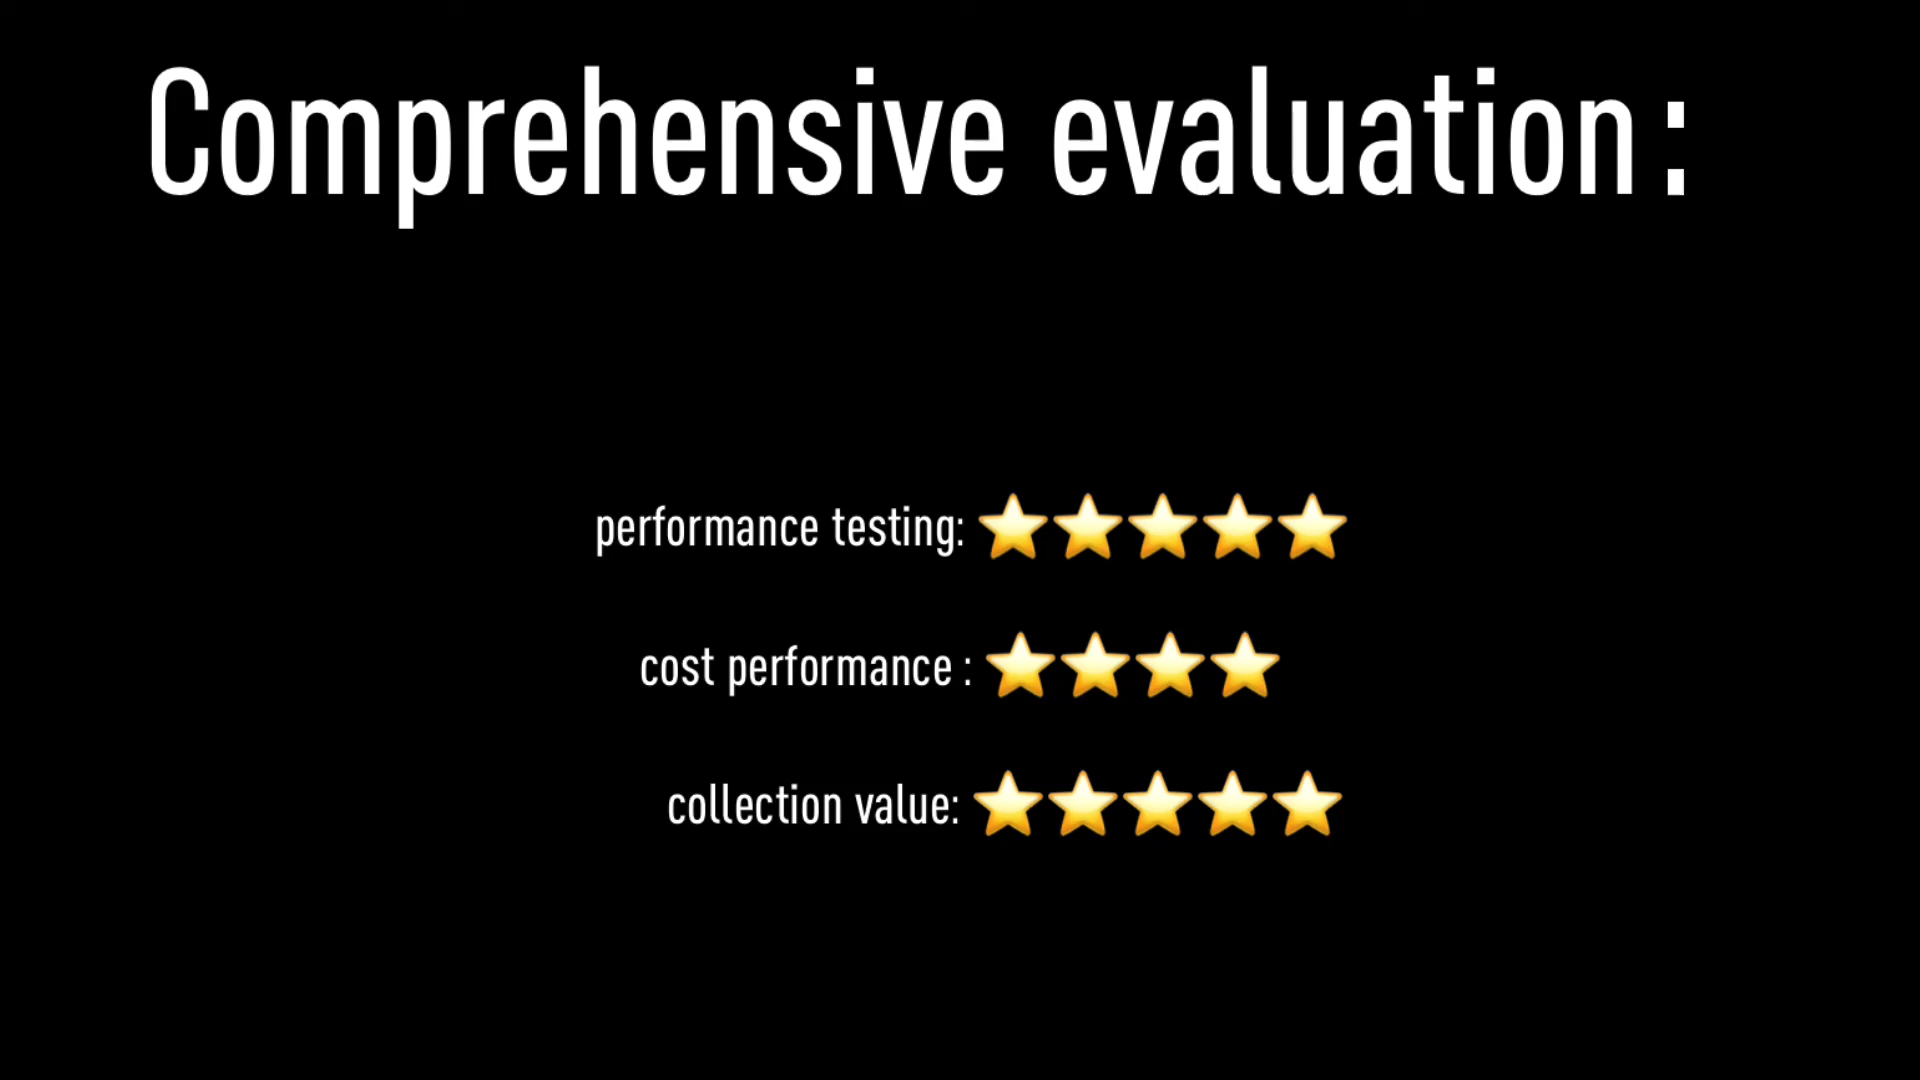 Comprehensive evaluation:
performance testing: ⭐⭐⭐⭐⭐
cost performance : ⭐⭐⭐⭐
collection value: ⭐⭐⭐⭐⭐